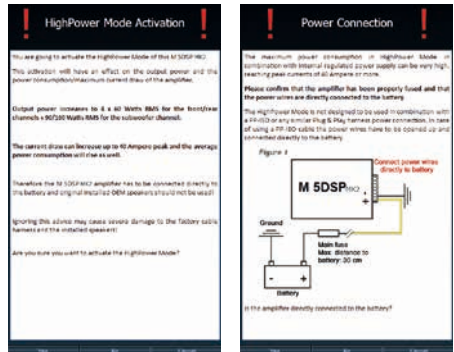 HighPower Mode Activation
You are going to activate the HighPower Mode of this M 5DSP MK2.
This activation will have an effect on the output power and the
power consumption/maximum current draw of the amplifier.
Output power increases to 4 x 60 Watts RMS for the front/rear
channels + 90/160 Watts RMS for the subwoofer channel.
The current draw can increase up to 40 Ampere peak and the average
power consumption will rise as well.
Therefore the M 5DSP MK2 amplifier has to be connected directly to
the battery and original installed OEM speakers should not be used!
Ignoring this advice may cause severe damage to the factory cable
harness and the installed speakers!
Are you sure you want to activate the HighPower Mode?
Power Connection
The maximum power consumption in HighPower Mode in
combination with internal regulated power supply can be very high,
reaching peak currents of 40 Ampere or more.
Please confirm that the amplifier has been properly fused and that
the power wires are directly connected to the battery.
The HighPower Mode is not designed to be used in combination with
a PP-ISO or any similar Plug & Play harness power connection. In case
of using a PP-ISO cable the power wires have to be opened up and
connected directly to the battery.
Figure 1
Connect power wires
directly to battery
M 5DSP MK2
-
+
Ground
Main fuse
Max. distance to
battery: 30 cm
- +
Battery
Is the amplifier directly connected to the battery?